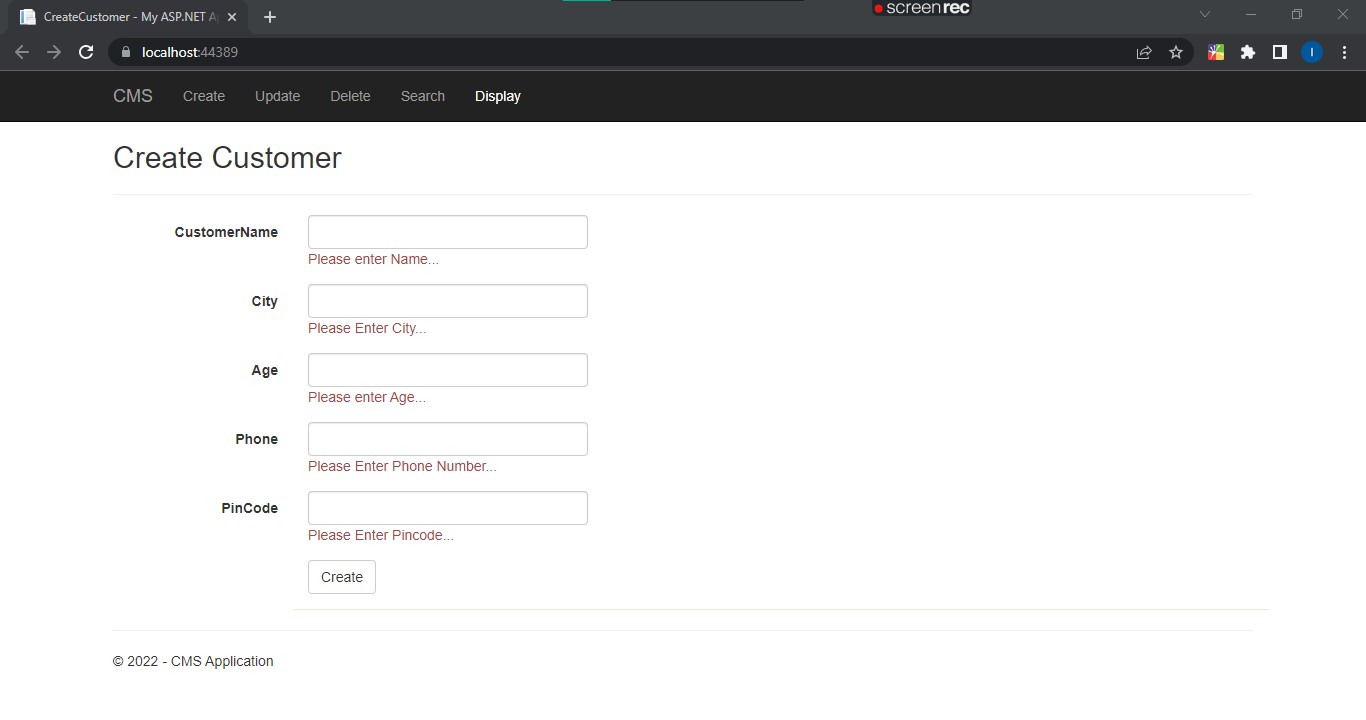 CreateCustomer - My ASP.NET A
screenrec
localhost:44389
I
CMS Create Update Delete Search Display
Create Customer
CustomerName
Please enter Name...
City
Please Enter City...
Age
Please enter Age...
Phone
Please Enter Phone Number...
PinCode
Please Enter Pincode...
Create
© 2022 - CMS Application